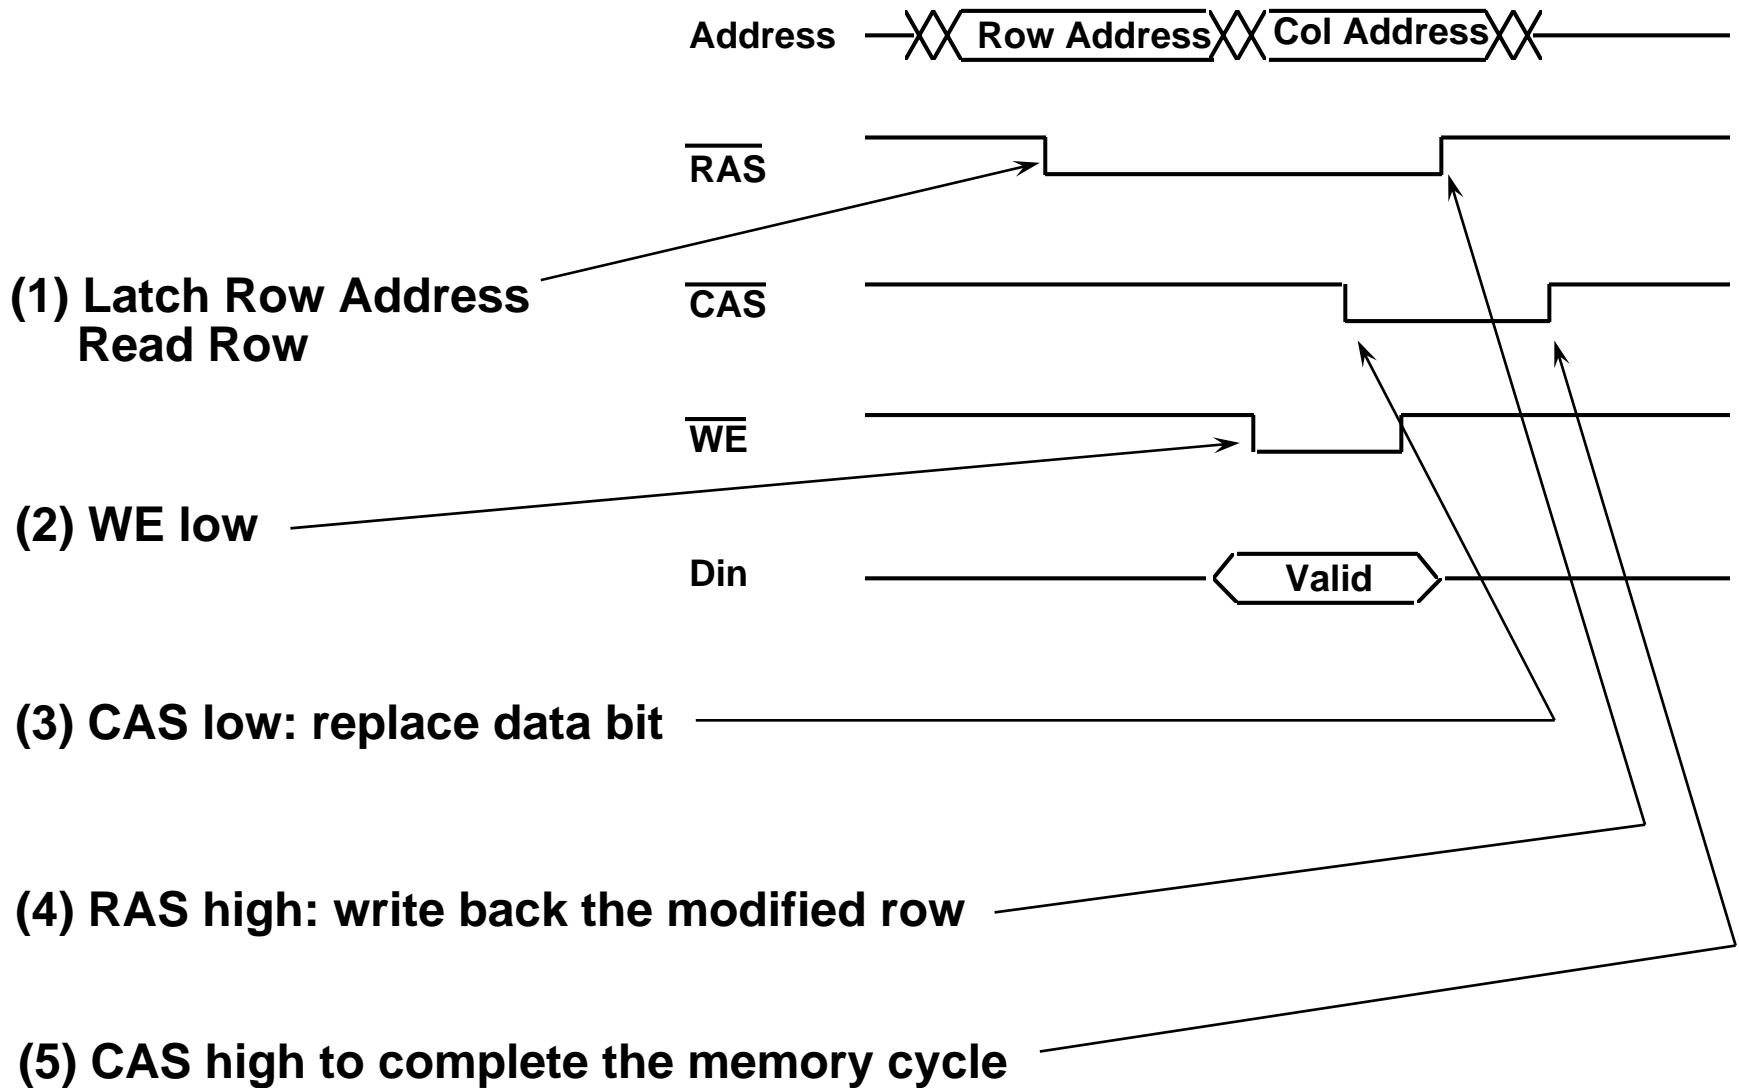 Address
Row Address
Col Address
RAS
(1) Latch Row Address
Read Row
CAS
WE
(2) WE low
Din
Valid
(3) CAS low: replace data bit
(4) RAS high: write back the modified row
(5) CAS high to complete the memory cycle